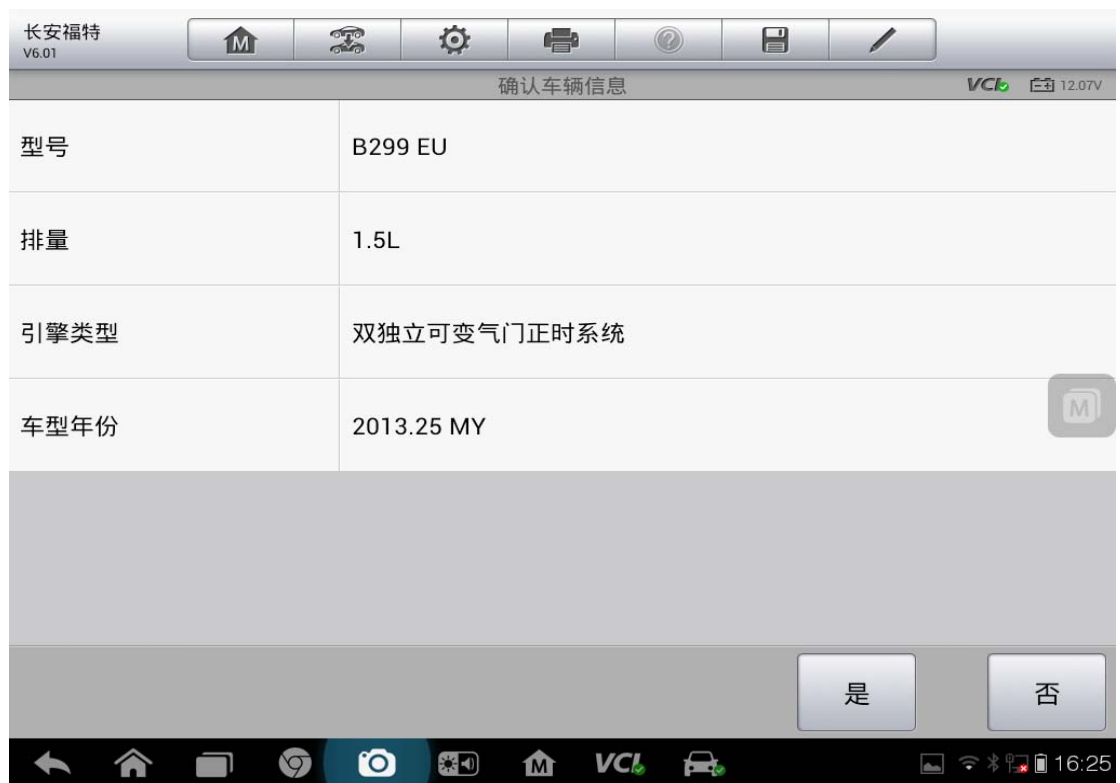 长安福特
V6.01
M
确认车辆信息
VCI
12.07V
型号 B299 EU
排量 1.5L
引擎类型 双独立可变气门正时系统
车型年份 2013.25 MY
M
是 否
M VCI 16:25